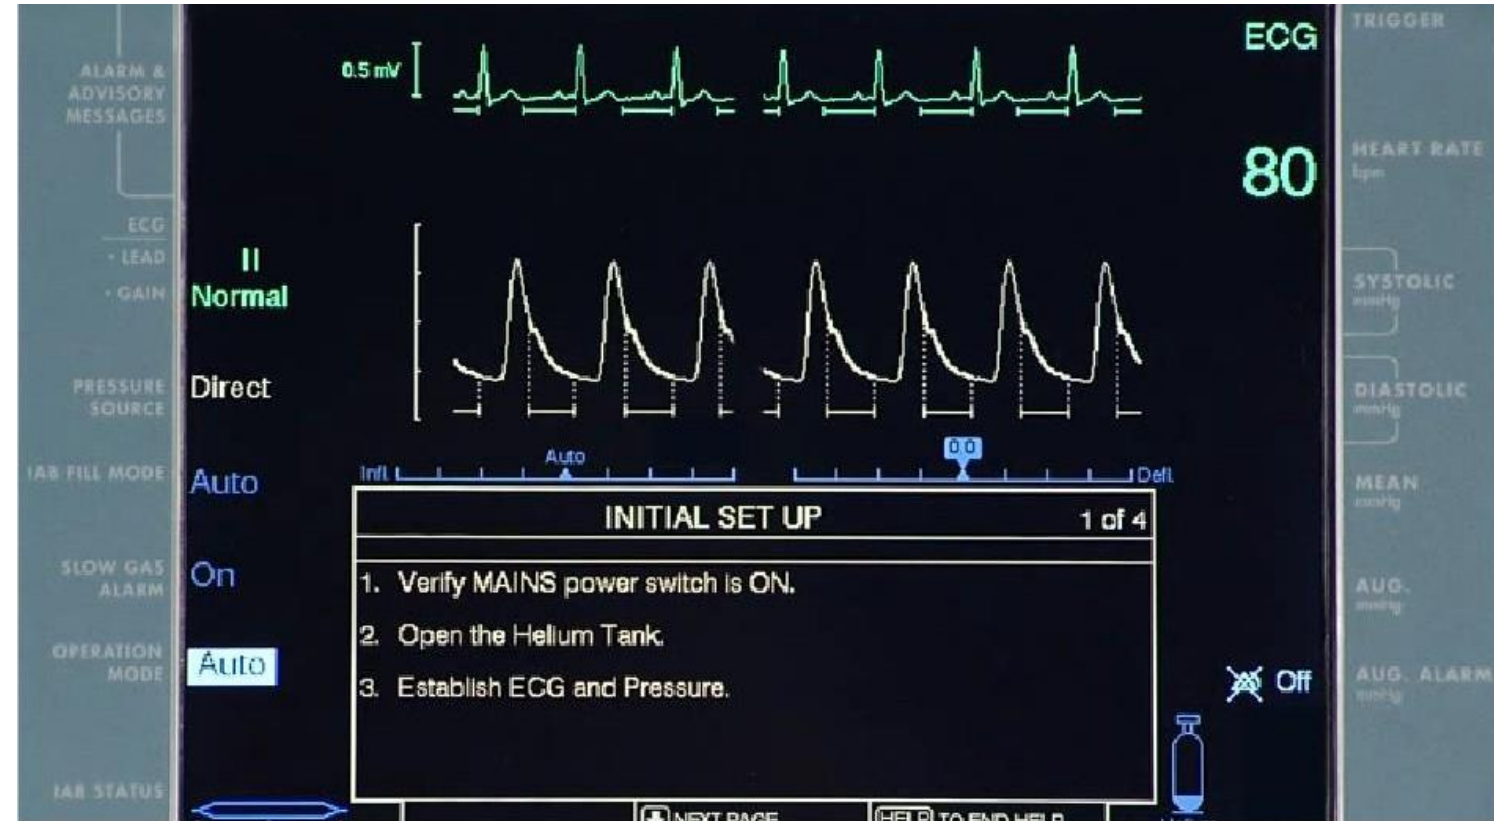 TRIGGER
ECG
0.5 mV
ALARM &
ADVISORY
MESSAGES
80
HEART RATE
bpm
ECG
• LEAD
• GAIN
II
Normal
SYSTOLIC
mmHg
PRESSURE
SOURCE
Direct
DIASTOLIC
mmHg
IAB FILL MODE
Auto
Infl.
Auto
0.0
Defl.
MEAN
mmHg
INITIAL SET UP 1 of 4
1. Verify MAINS power switch is ON.
2. Open the Helium Tank.
3. Establish ECG and Pressure.
SLOW GAS
ALARM
On
AUG.
mmHg
OPERATION
MODE
Auto
Off
AUG. ALARM
mmHg
IAB STATUS
NEXT PAGE
HELP TO END HELP